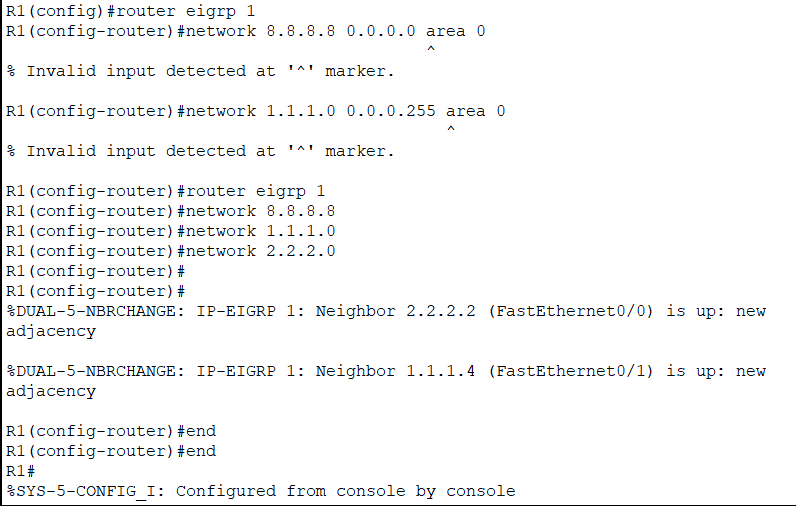 R1(config)#router eigrp 1
R1(config-router)#network 8.8.8.8 0.0.0.0 area 0
^
% Invalid input detected at '^' marker.
R1(config-router)#network 1.1.1.0 0.0.0.255 area 0
^
% Invalid input detected at '^' marker.
R1(config-router)#router eigrp 1
R1(config-router)#network 8.8.8.8
R1(config-router)#network 1.1.1.0
R1(config-router)#network 2.2.2.0
R1(config-router)#
R1(config-router)#
%DUAL-5-NBRCHANGE: IP-EIGRP 1: Neighbor 2.2.2.2 (FastEthernet0/0) is up: new
adjacency
%DUAL-5-NBRCHANGE: IP-EIGRP 1: Neighbor 1.1.1.4 (FastEthernet0/1) is up: new
adjacency
R1(config-router)#end
R1(config-router)#end
R1#
%SYS-5-CONFIG_I: Configured from console by console